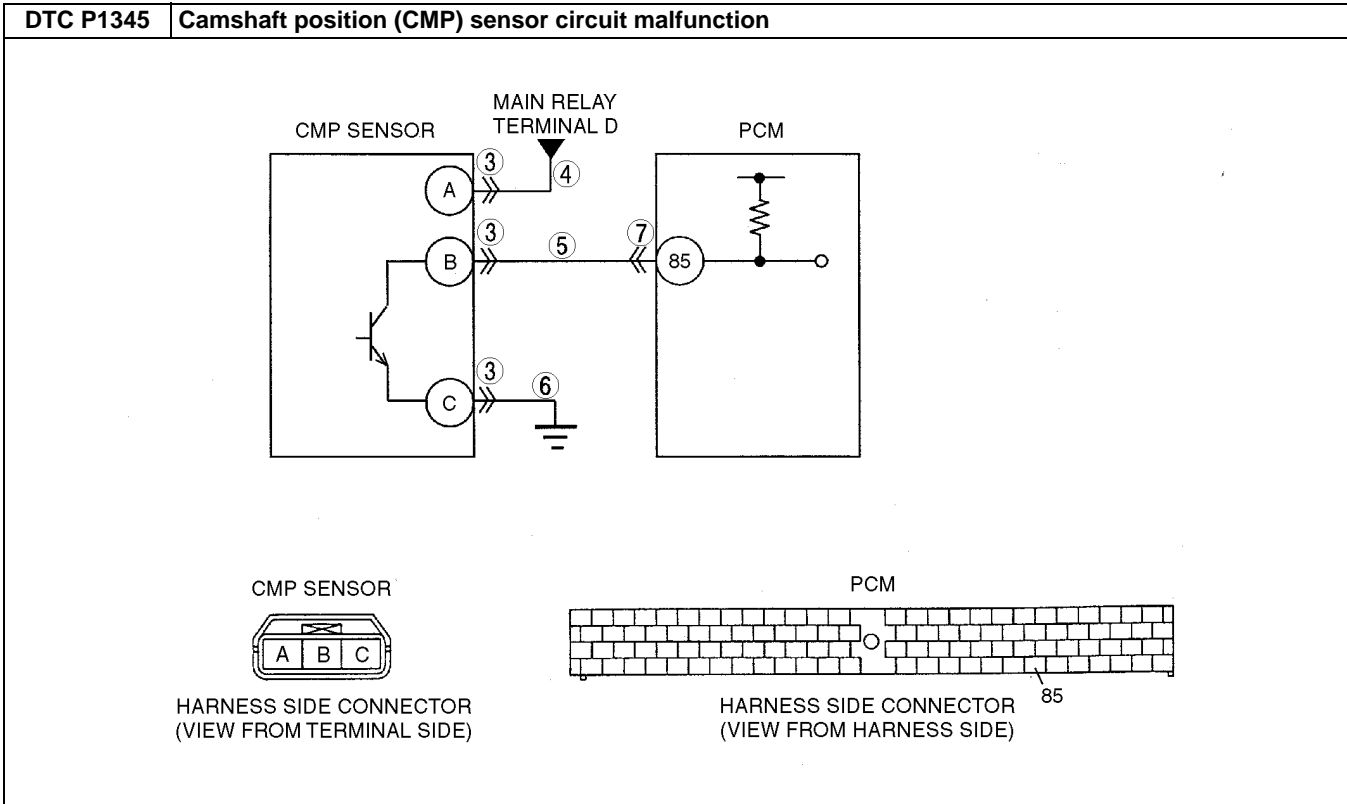 DTC P1345 Camshaft position (CMP) sensor circuit malfunction
MAIN RELAY
TERMINAL D
CMP SENSOR
PCM
A
3
4
B
3
5
7
85
C
3
6
CMP SENSOR
A B C
HARNESS SIDE CONNECTOR
(VIEW FROM TERMINAL SIDE)
PCM
85
HARNESS SIDE CONNECTOR
(VIEW FROM HARNESS SIDE)